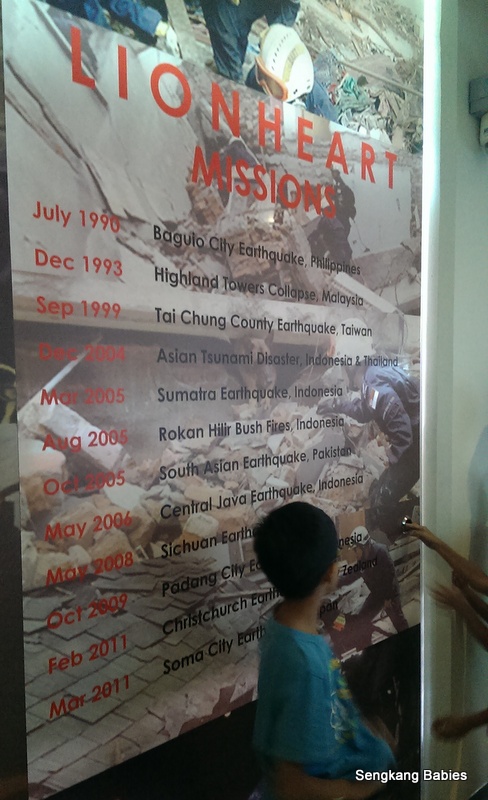 LIONHEART
MISSIONS
July 1990 Baguio City Earthquake, Philippines
Dec 1993 Highland Towers Collapse, Malaysia
Sep 1999 Tai Chung County Earthquake, Taiwan
Dec 2004 Asian Tsunami Disaster, Indonesia & Thailand
Mar 2005 Sumatra Earthquake, Indonesia
Aug 2005 Rokan Hilir Bush Fires, Indonesia
Oct 2005 South Asian Earthquake, Pakistan
May 2006 Central Java Earthquake, Indonesia
May 2008 Sichuan
Oct 2009 Padang City
Feb 2011 Christchurch Zealand
Mar 2011 Soma City
Sengkang Babies